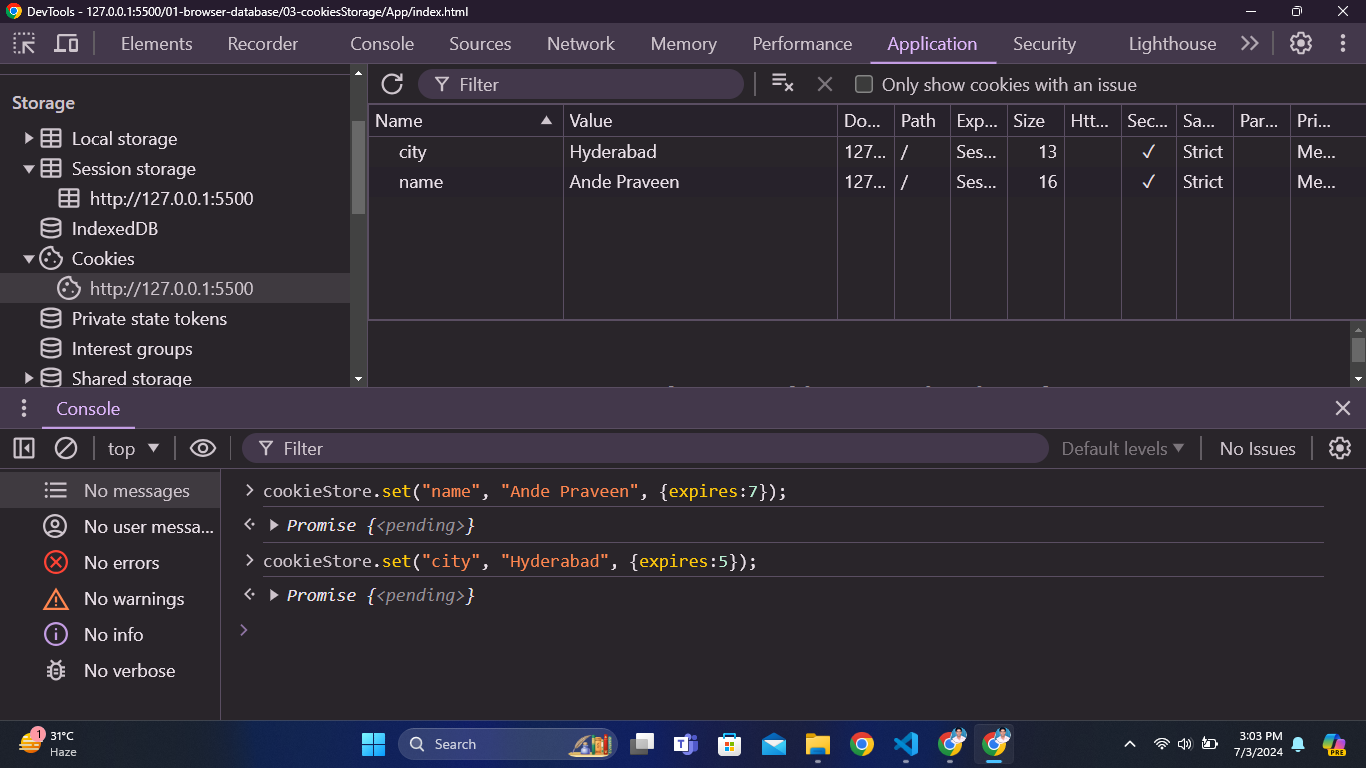 DevTools - 127.0.0.1:5500/01-browser-database/03-cookiesStorage/App/index.html
Elements Recorder Console Sources Network Memory Performance Application Security Lighthouse
Storage
Local storage
Session storage
http://127.0.0.1:5500
IndexedDB
Cookies
http://127.0.0.1:5500
Private state tokens
Interest groups
Shared storage
Filter Only show cookies with an issue
Name Value Do... Path Exp... Size Htt... Sec... Sa... Par... Pri...
city Hyderabad 127... / Ses... 13 ✓ Strict Me...
name Ande Praveen 127... / Ses... 16 ✓ Strict Me...
Console
top Filter Default levels No Issues
No messages
No user messa...
No errors
No warnings
No info
No verbose
cookieStore.set("name", "Ande Praveen", {expires:7});
Promise {<pending>}
cookieStore.set("city", "Hyderabad", {expires:5});
Promise {<pending>}
1
31°C
Haze
Search
3:03 PM
7/3/2024
PRE